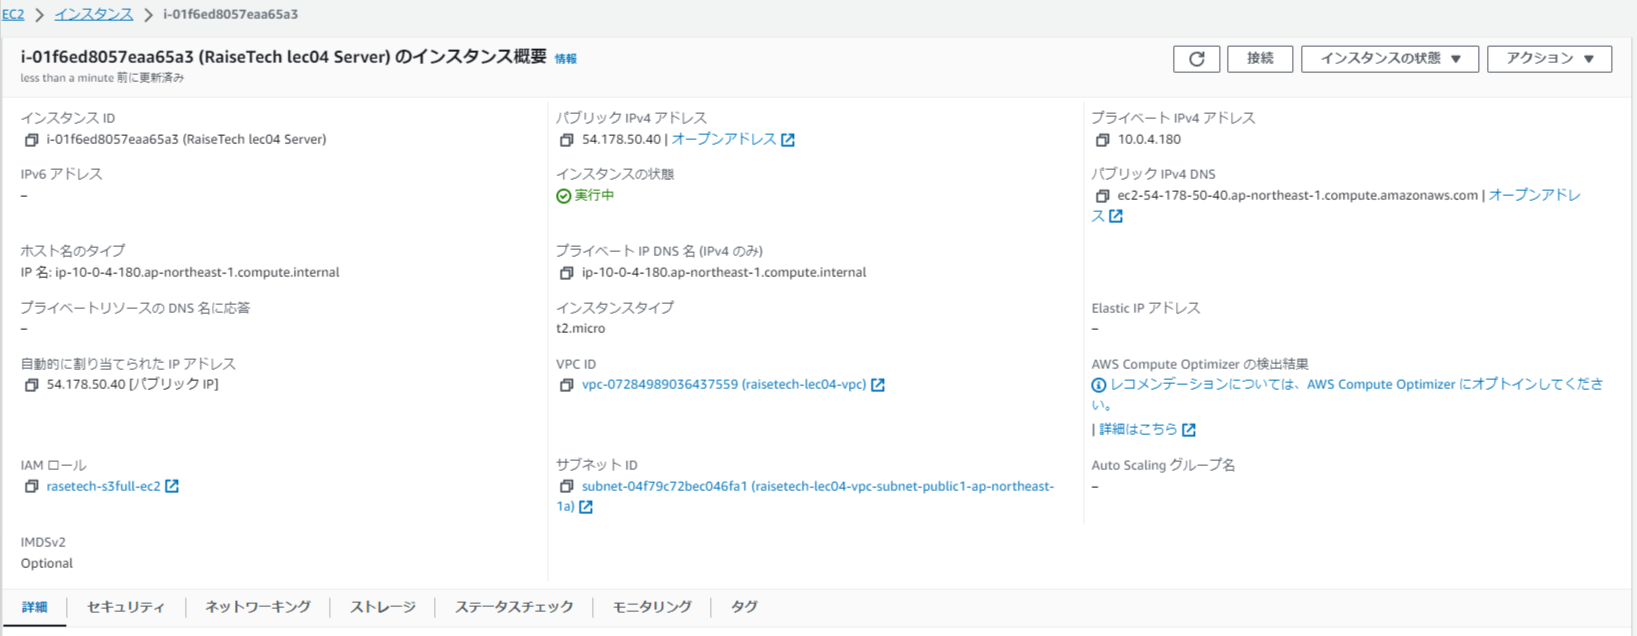 EC2 > インスタンス > i-01f6ed8057eaa65a3
i-01f6ed8057eaa65a3 (RaiseTech lec04 Server) のインスタンス概要 情報
less than a minute 前に更新済み
接続
インスタンスの状態 ▼
アクション ▼
インスタンス ID
i-01f6ed8057eaa65a3 (RaiseTech lec04 Server)
パブリック IPv4 アドレス
54.178.50.40 | オープンアドレス
プライベート IPv4 アドレス
10.0.4.180
IPv6 アドレス
–
インスタンスの状態
実行中
パブリック IPv4 DNS
ec2-54-178-50-40.ap-northeast-1.compute.amazonaws.com | オープンアドレ
ス
ホスト名のタイプ
IP 名: ip-10-0-4-180.ap-northeast-1.compute.internal
プライベート IP DNS 名 (IPv4 のみ)
ip-10-0-4-180.ap-northeast-1.compute.internal
プライベートリソースの DNS 名に応答
–
インスタンスタイプ
t2.micro
Elastic IP アドレス
–
自動的に割り当てられた IP アドレス
54.178.50.40 [パブリック IP]
VPC ID
vpc-07284989036437559 (raisetech-lec04-vpc)
AWS Compute Optimizer の検出結果
レコメンデーションについては、AWS Compute Optimizer にオプトインしてくださ
い。
| 詳細はこちら
IAM ロール
rasetech-s3full-ec2
サブネット ID
subnet-04f79c72bec046fa1 (raisetech-lec04-vpc-subnet-public1-ap-northeast-
1a)
Auto Scaling グループ名
–
IMDSv2
Optional
詳細
セキュリティ
ネットワーキング
ストレージ
ステータスチェック
モニタリング
タグ